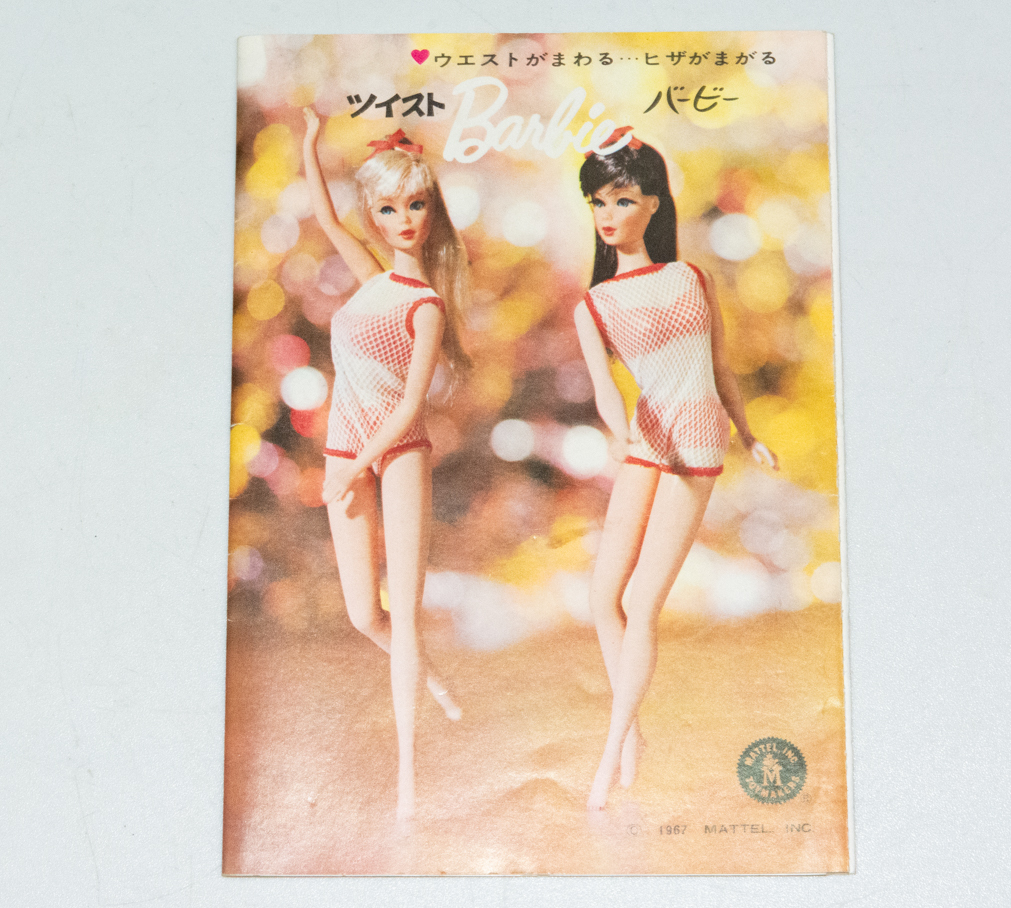 ♥ウエストがまわる…ヒザがまがる
ツイスト Barbie バービー
MATTEL, INC.
M
TOYMAKERS
© 1967 MATTEL, INC.